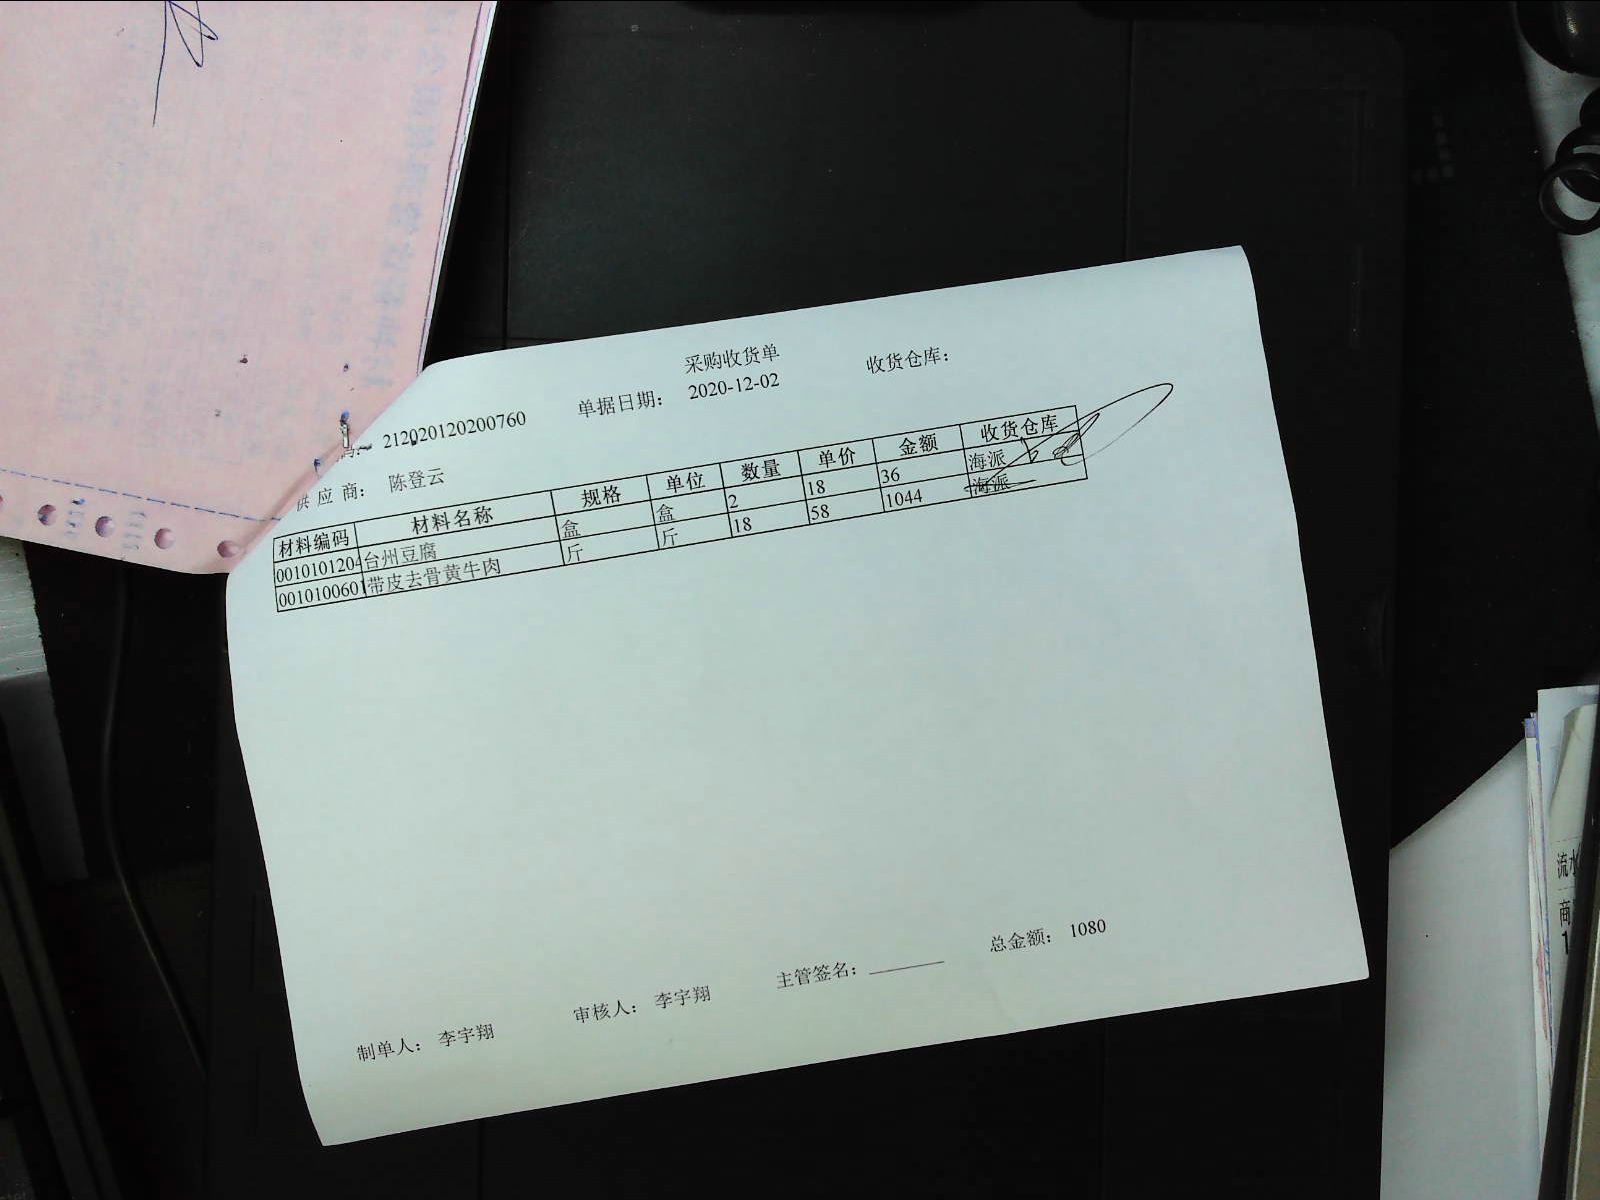 采购收货单
212020120200760 单据日期: 2020-12-02 收货仓库:
供应商: 陈登云
材料编码 材料名称 规格 单位 数量 单价 金额 收货仓库
0010101204 台州豆腐 盒 盒 2 18 36 海派
0010100601 带皮去骨黄牛肉 斤 斤 18 58 1044 海派
总金额: 1080
制单人: 李宇翔 审核人: 李宇翔 主管签名:
流水
商